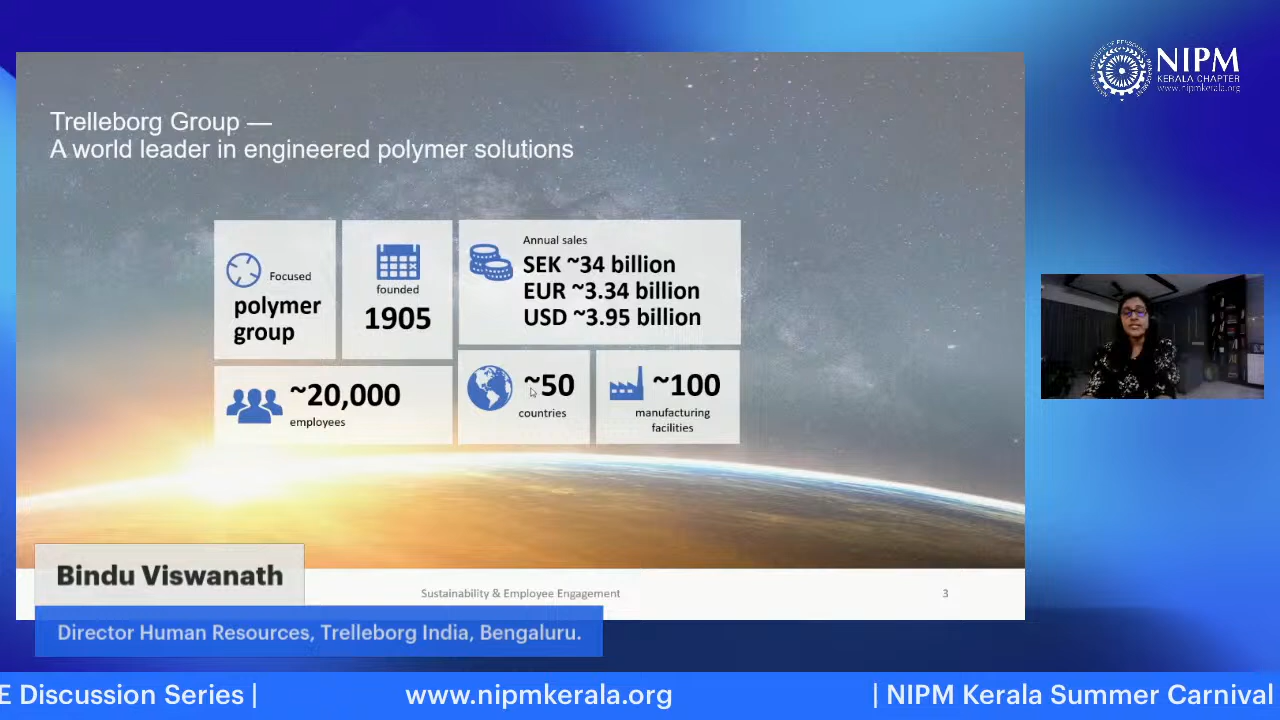 NIPM
KERALA CHAPTER
www.nipmkerala.org
Trelleborg Group —
A world leader in engineered polymer solutions
Focused
polymer
group
founded
1905
Annual sales
SEK ~34 billion
EUR ~3.34 billion
USD ~3.95 billion
~20,000
employees
~50
countries
~100
manufacturing
facilities
Bindu Viswanath
Sustainability & Employee Engagement
3
Director Human Resources, Trelleborg India, Bengaluru.
E Discussion Series | www.nipmkerala.org | NIPM Kerala Summer Carnival